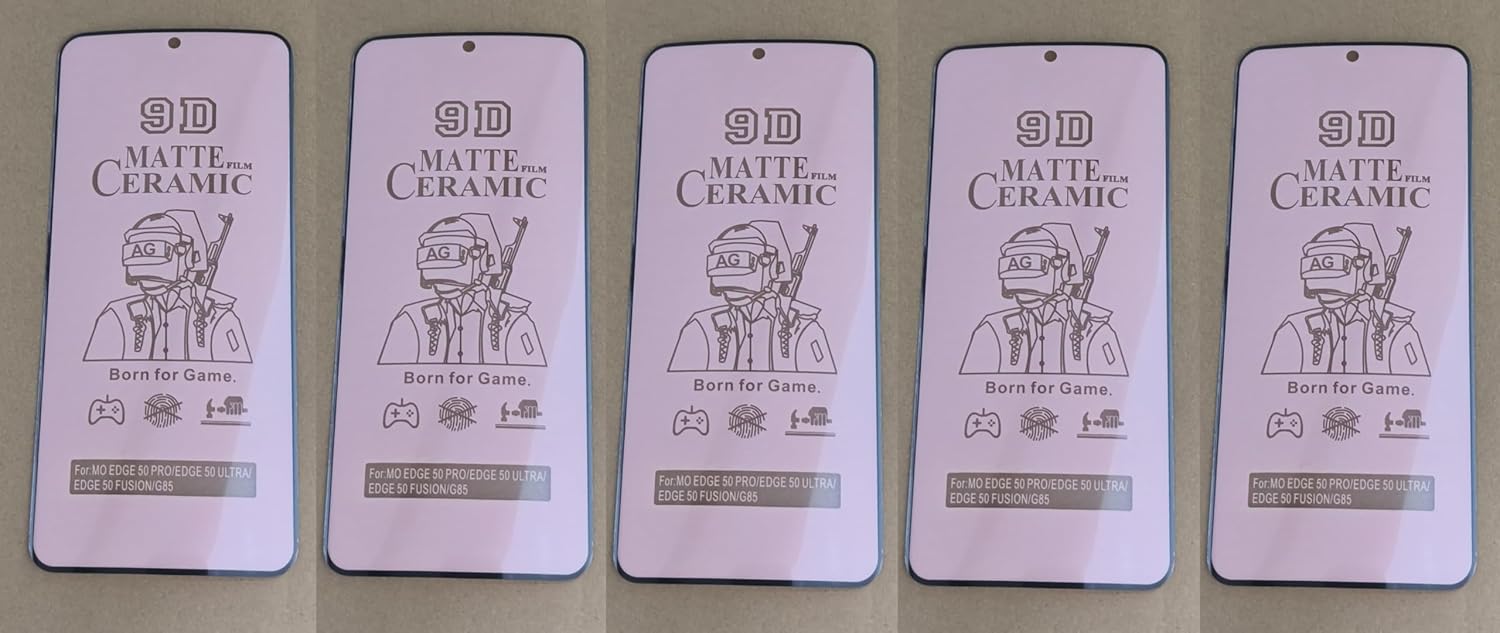 9D
MATTE FILM
CERAMIC
AG
Born for Game.
For:MO EDGE 50 PRO/EDGE 50 ULTRA/
EDGE 50 FUSION/G85
9D
MATTE FILM
CERAMIC
AG
Born for Game.
For:MO EDGE 50 PRO/EDGE 50 ULTRA/
EDGE 50 FUSION/G85
9D
MATTE FILM
CERAMIC
AG
Born for Game.
For:MO EDGE 50 PRO/EDGE 50 ULTRA/
EDGE 50 FUSION/G85
9D
MATTE FILM
CERAMIC
AG
Born for Game.
For:MO EDGE 50 PRO/EDGE 50 ULTRA/
EDGE 50 FUSION/G85
9D
MATTE FILM
CERAMIC
AG
Born for Game.
For:MO EDGE 50 PRO/EDGE 50 ULTRA/
EDGE 50 FUSION/G85